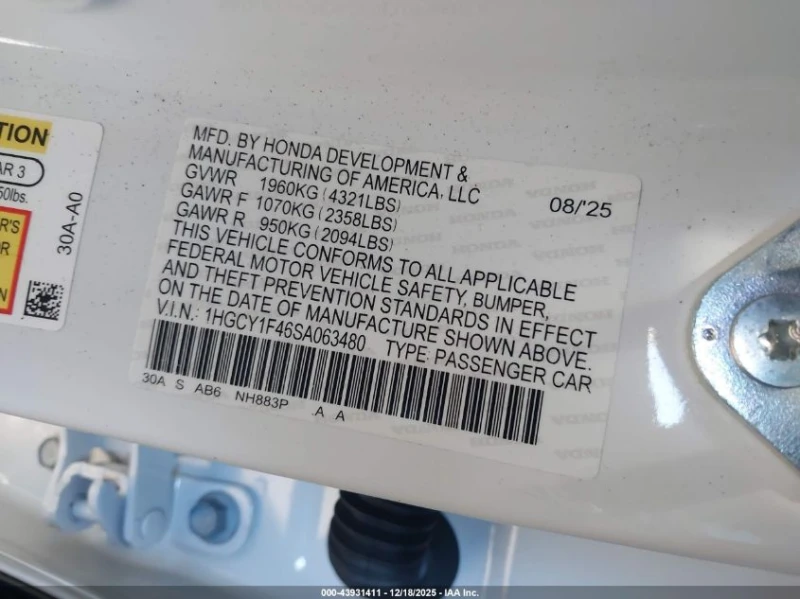 TION
AR 3
50lbs.
R'S
OR
N
30A-A0
MFD. BY HONDA DEVELOPMENT &
MANUFACTURING OF AMERICA, LLC
GVWR 1960KG (4321LBS) 08/'25
GAWR F 1070KG (2358LBS)
GAWR R 950KG (2094LBS)
THIS VEHICLE CONFORMS TO ALL APPLICABLE
FEDERAL MOTOR VEHICLE SAFETY, BUMPER,
AND THEFT PREVENTION STANDARDS IN EFFECT
ON THE DATE OF MANUFACTURE SHOWN ABOVE.
V.I.N.: 1HGCY1F46SA063480 TYPE: PASSENGER CAR
30A S AB6 NH883P A A
000-43931411 - 12/18/2025 - IAA Inc.